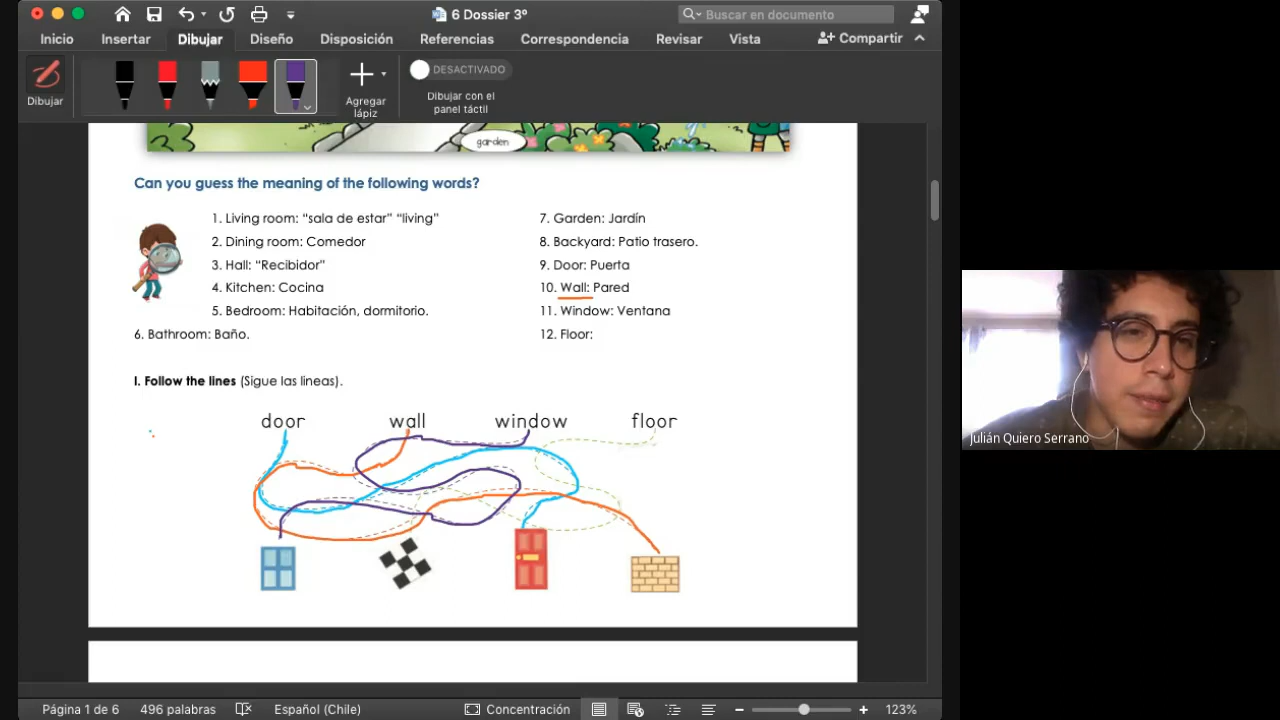 6 Dossier 3º
Buscar en documento
Inicio Insertar Dibujar Diseño Disposición Referencias Correspondencia Revisar Vista Compartir
Dibujar
Agregar lápiz
DESACTIVADO
Dibujar con el panel táctil
garden
Can you guess the meaning of the following words?
1. Living room: “sala de estar” “living”
2. Dining room: Comedor
3. Hall: “Recibidor”
4. Kitchen: Cocina
5. Bedroom: Habitación, dormitorio.
6. Bathroom: Baño.
7. Garden: Jardín
8. Backyard: Patio trasero.
9. Door: Puerta
10. Wall: Pared
11. Window: Ventana
12. Floor:
I. Follow the lines (Sigue las lineas).
door wall window floor
Julián Quiero Serrano
Página 1 de 6 496 palabras Español (Chile) Concentración 123%